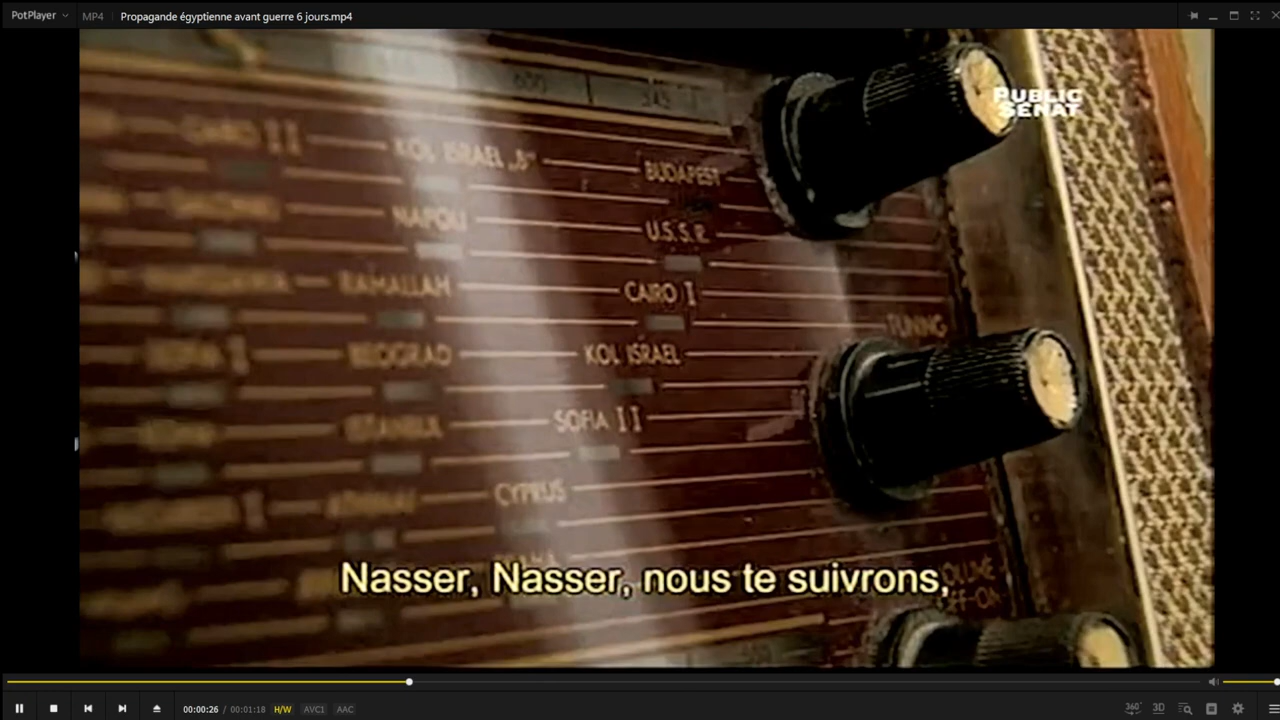 PotPlayer
MP4
Propagande égyptienne avant guerre 6 jours.mp4
600
545
PUBLIC
SENAT
CAIRO II
KOL ISRAEL „B"
BUDAPEST
NAPOLI
U.S.S.R.
RAMALLAH
CAIRO I
TUNING
BEOGRAD
KOL ISRAEL
ISTANBUL
SOFIA II
CYPRUS
Nasser, Nasser, nous te suivrons,
00:00:26 / 00:01:18 H/W AVC1 AAC
360° 3D